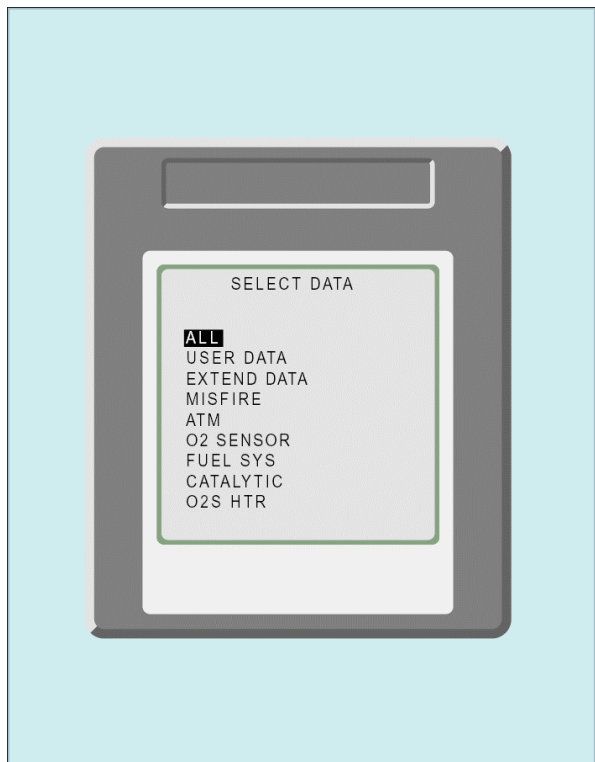 SELECT DATA
ALL
USER DATA
EXTEND DATA
MISFIRE
ATM
O2 SENSOR
FUEL SYS
CATALYTIC
O2S HTR